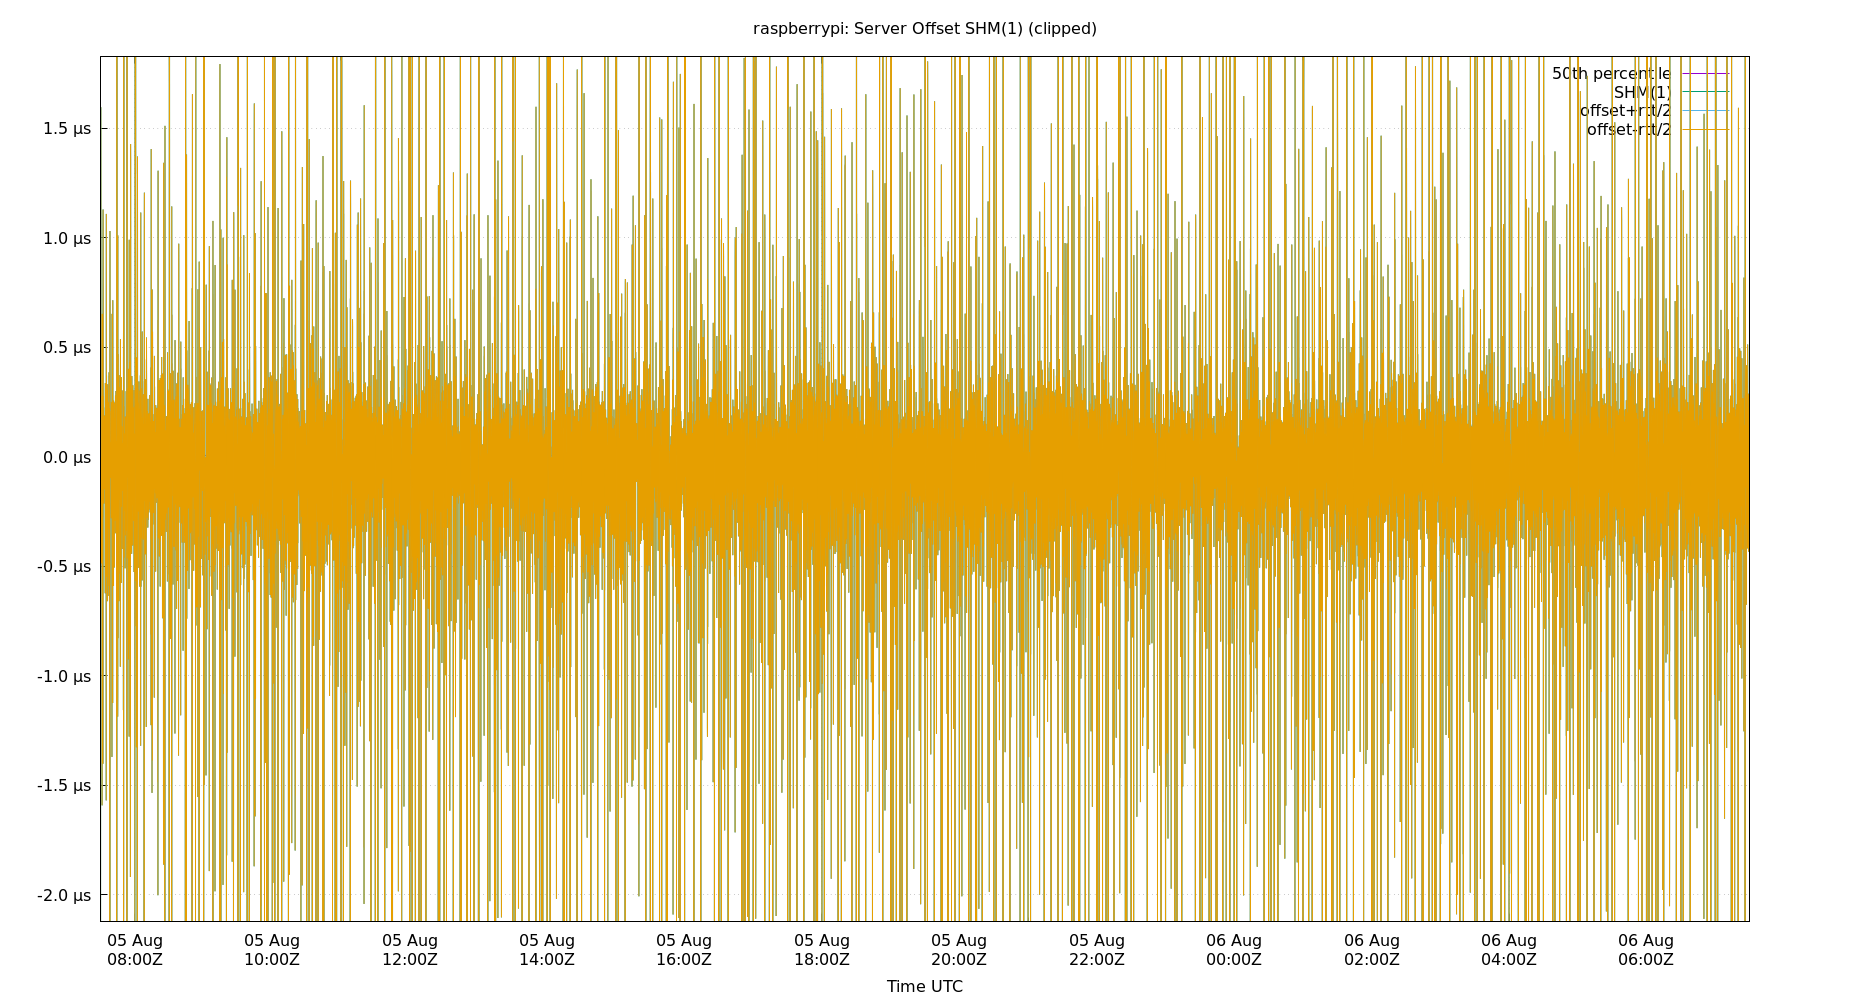 raspberrypi: Server Offset SHM(1) (clipped)
50th percentile
SHM(1)
offset+rtt/2
offset-rtt/2
1.5 µs
1.0 µs
0.5 µs
0.0 µs
-0.5 µs
-1.0 µs
-1.5 µs
-2.0 µs
05 Aug 05 Aug 05 Aug 05 Aug 05 Aug 05 Aug 05 Aug 05 Aug 06 Aug 06 Aug 06 Aug 06 Aug
08:00Z 10:00Z 12:00Z 14:00Z 16:00Z 18:00Z 20:00Z 22:00Z 00:00Z 02:00Z 04:00Z 06:00Z
Time UTC